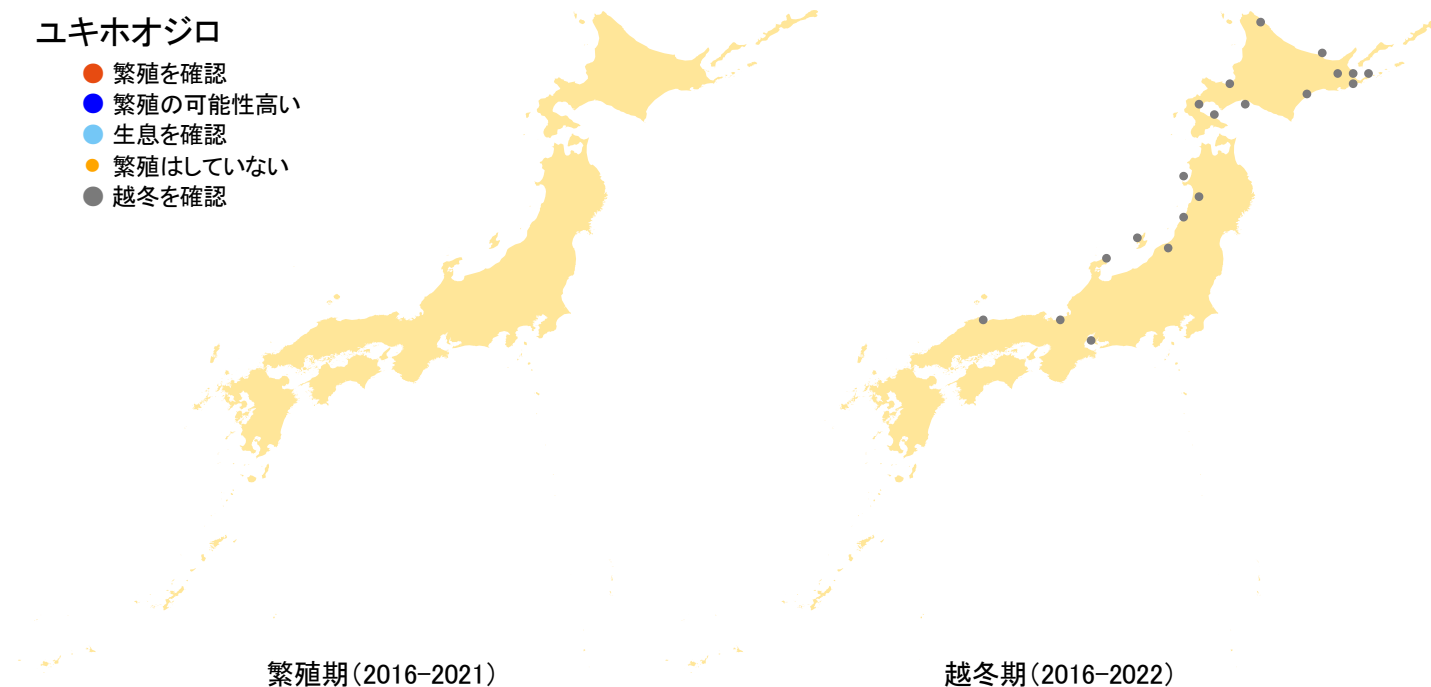 ユキホオジロ
繁殖を確認
繁殖の可能性高い
生息を確認
繁殖はしていない
越冬を確認
繁殖期(2016-2021)
越冬期(2016-2022)